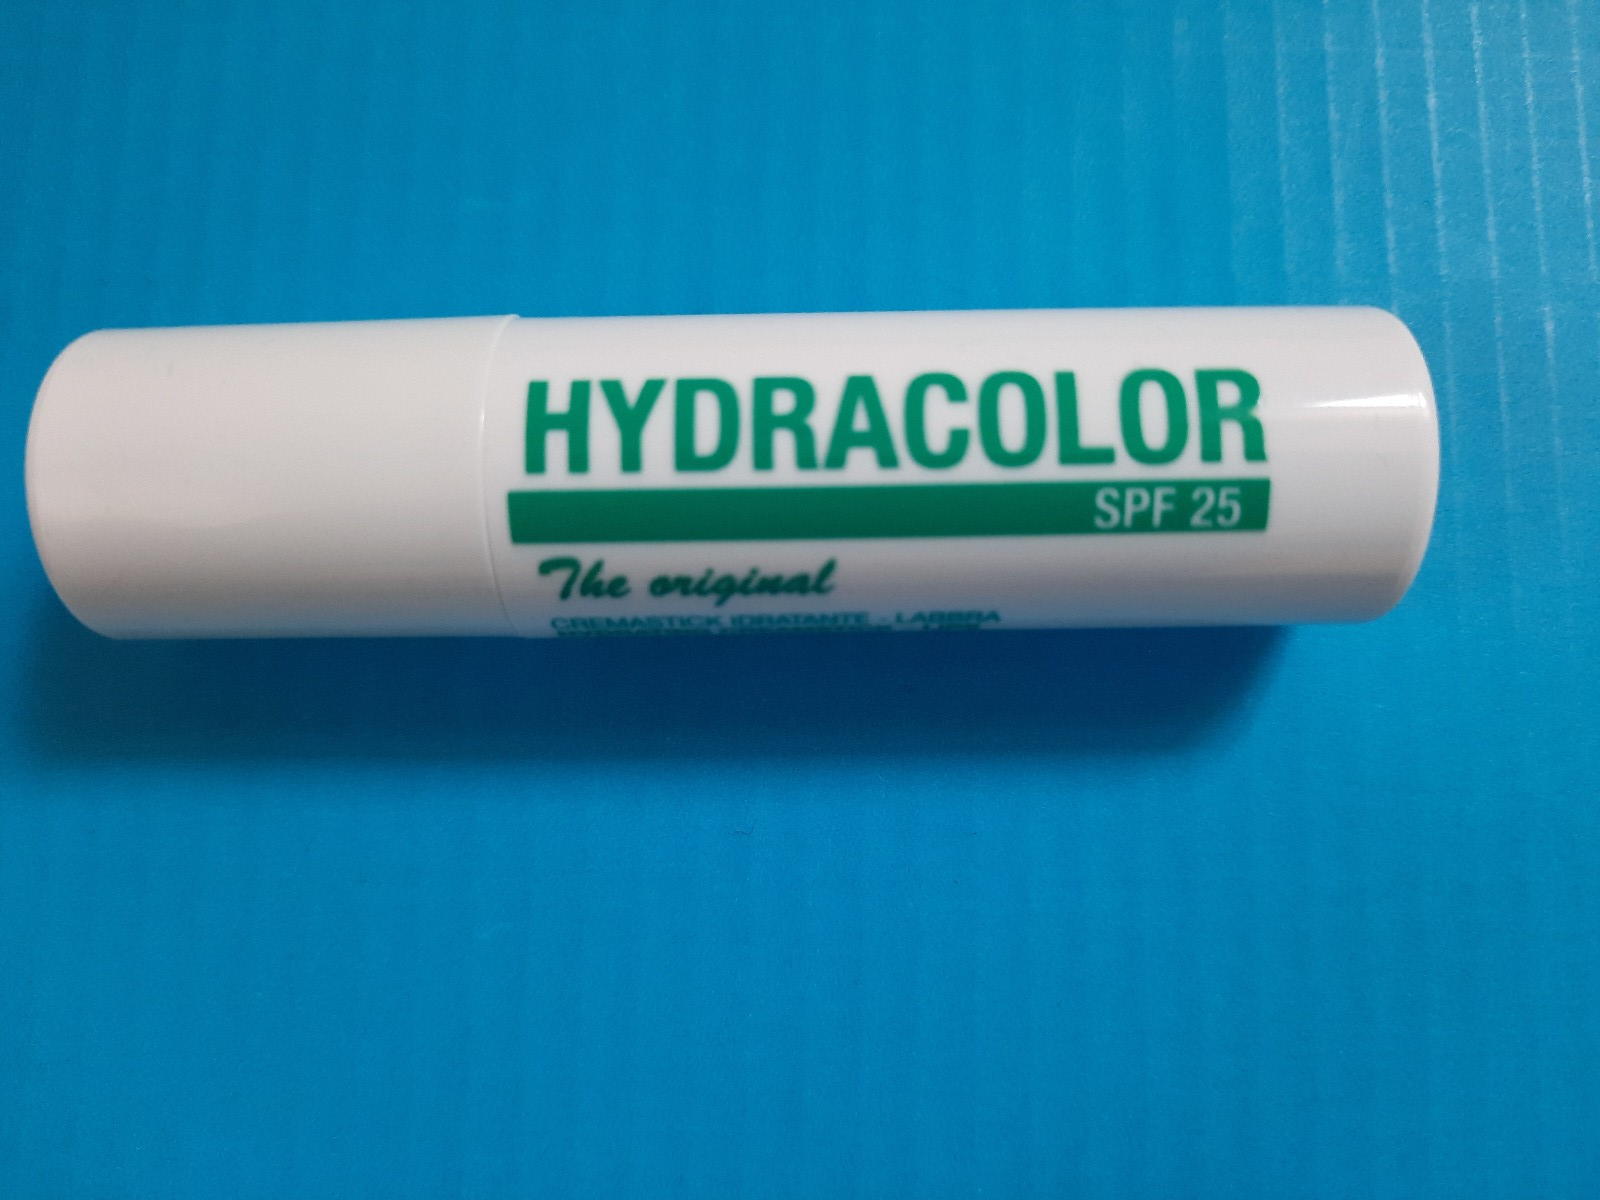 HYDRACOLOR
SPF 25
The original
CREMASTICK IDRATANTE - LABBRA